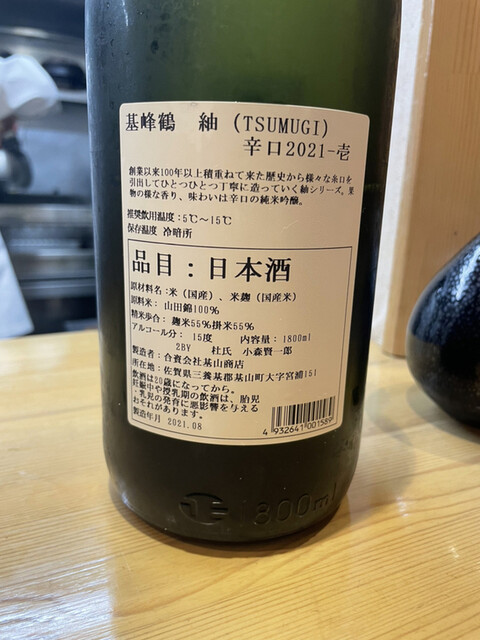 基峰鶴 紬 (TSUMUGI)
辛口2021-壱
創業以来100年以上積重ねて来た歴史から様々な糸口を
引出してひとつひとつ丁寧に造っていく紬シリーズ。果
物の様な香り、味わいは辛口の純米吟醸。
推奨飲用温度:5℃~15℃
保存温度 冷暗所
品目:日本酒
原材料名:米(国産)、米麹(国産米)
原料米: 山田錦100%
精米歩合: 麹米55%掛米55%
アルコール分: 15度 内容量:1800ml
2BY 杜氏 小森賢一郎
製造者:合資会社基山商店
住所:佐賀県三養基郡基山町大字宮浦151
飲酒は20歳になってから。
妊娠中や授乳期の飲酒は、胎児
・乳児の発育に悪影響を与える
おそれがあります。
製造年月 2021.08
4 932641 001589
1800ml